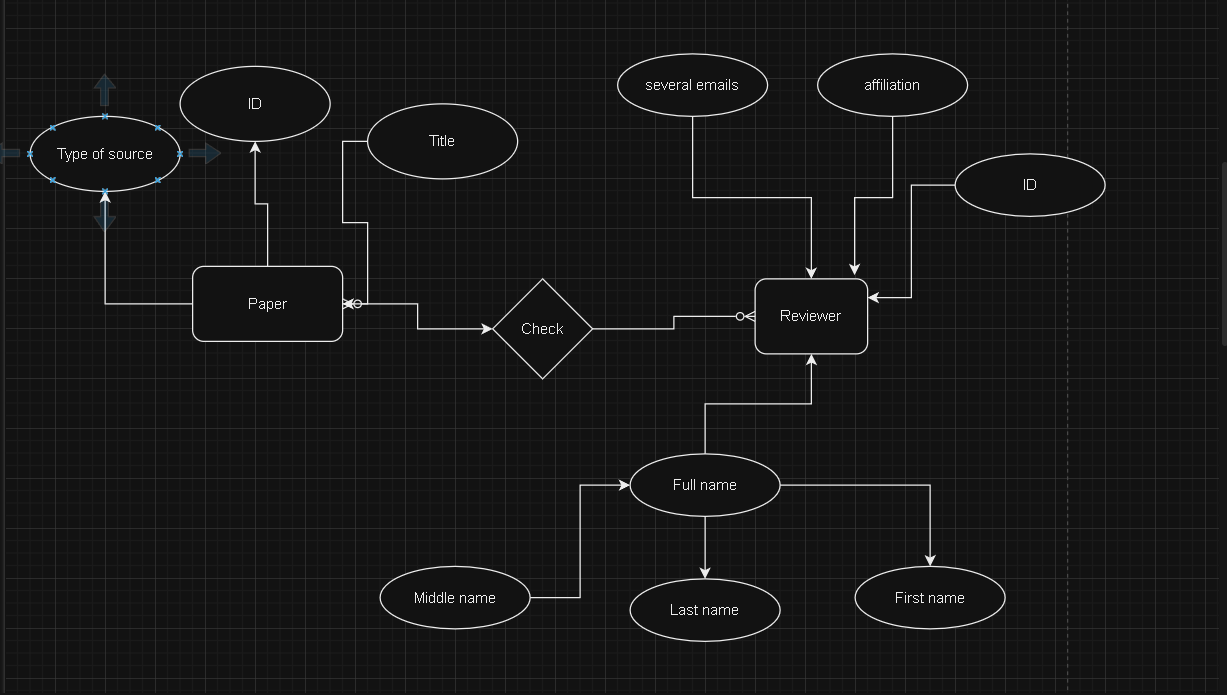 several emails
affiliation
ID
Title
Type of source
ID
Paper
Check
Reviewer
Full name
Middle name
Last name
First name